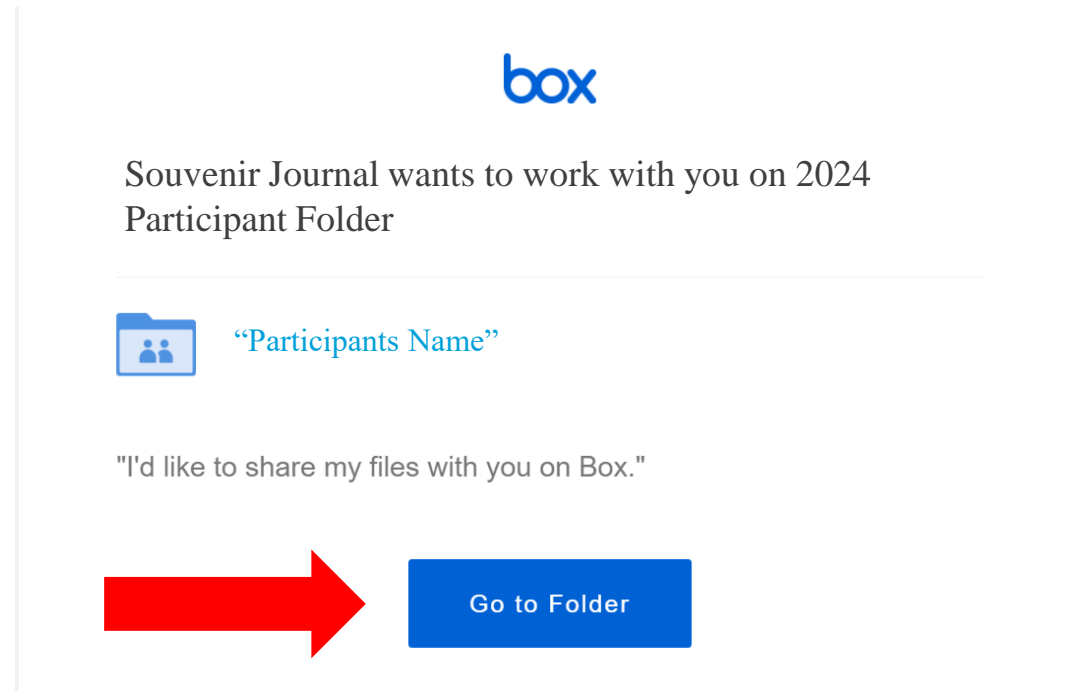 box
Souvenir Journal wants to work with you on 2024
Participant Folder
“Participants Name”
"I'd like to share my files with you on Box."
Go to Folder